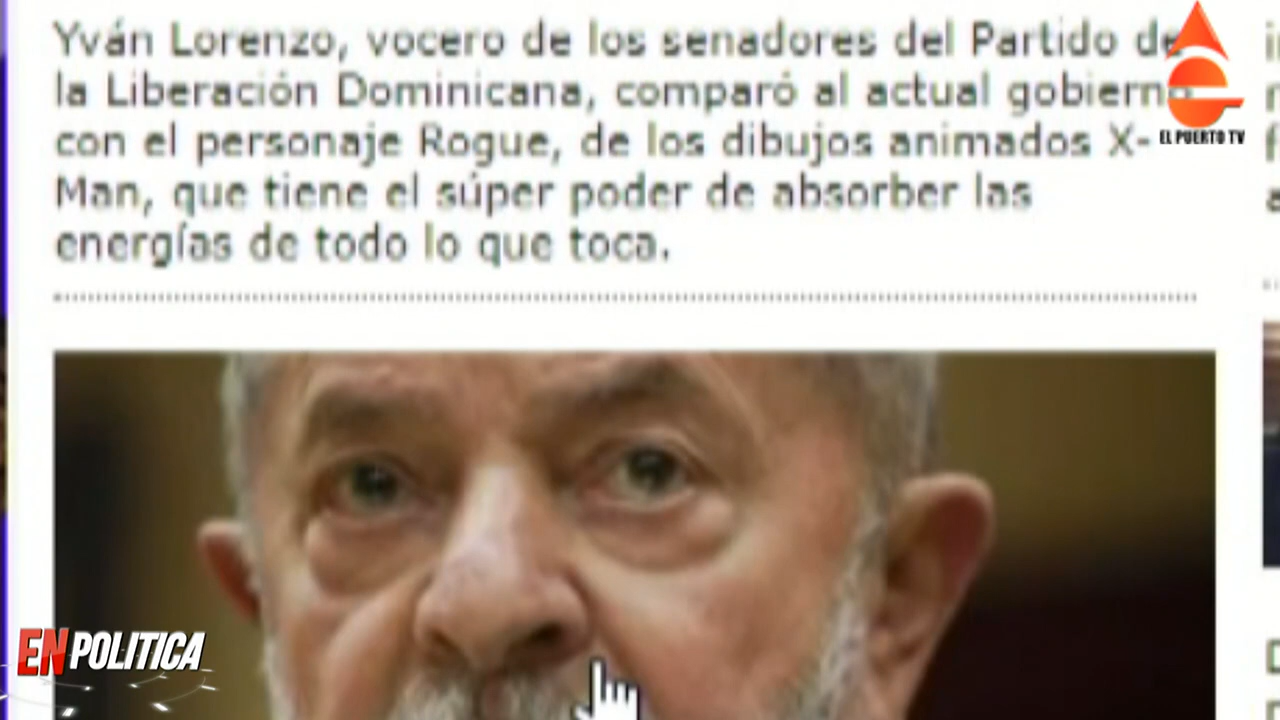 Yván Lorenzo, vocero de los senadores del Partido de
la Liberación Dominicana, comparó al actual gobierno
con el personaje Rogue, de los dibujos animados X-
Man, que tiene el súper poder de absorber las
energías de todo lo que toca.
EL PUERTO TV
EN POLITICA